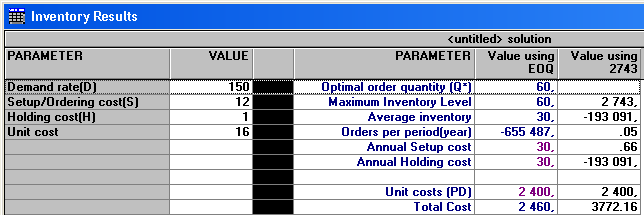 Inventory Results
<untitled> solution
PARAMETER VALUE PARAMETER Value using EOQ Value using 2743
Demand rate(D) 150 Optimal order quantity (Q*) 60,
Setup/Ordering cost(S) 12 Maximum Inventory Level 60, 2 743,
Holding cost(H) 1 Average inventory 30, -193 091,
Unit cost 16 Orders per period(year) -655 487, .05
Annual Setup cost 30, .66
Annual Holding cost 30, -193 091,
Unit costs (PD) 2 400, 2 400,
Total Cost 2 460, 3772.16